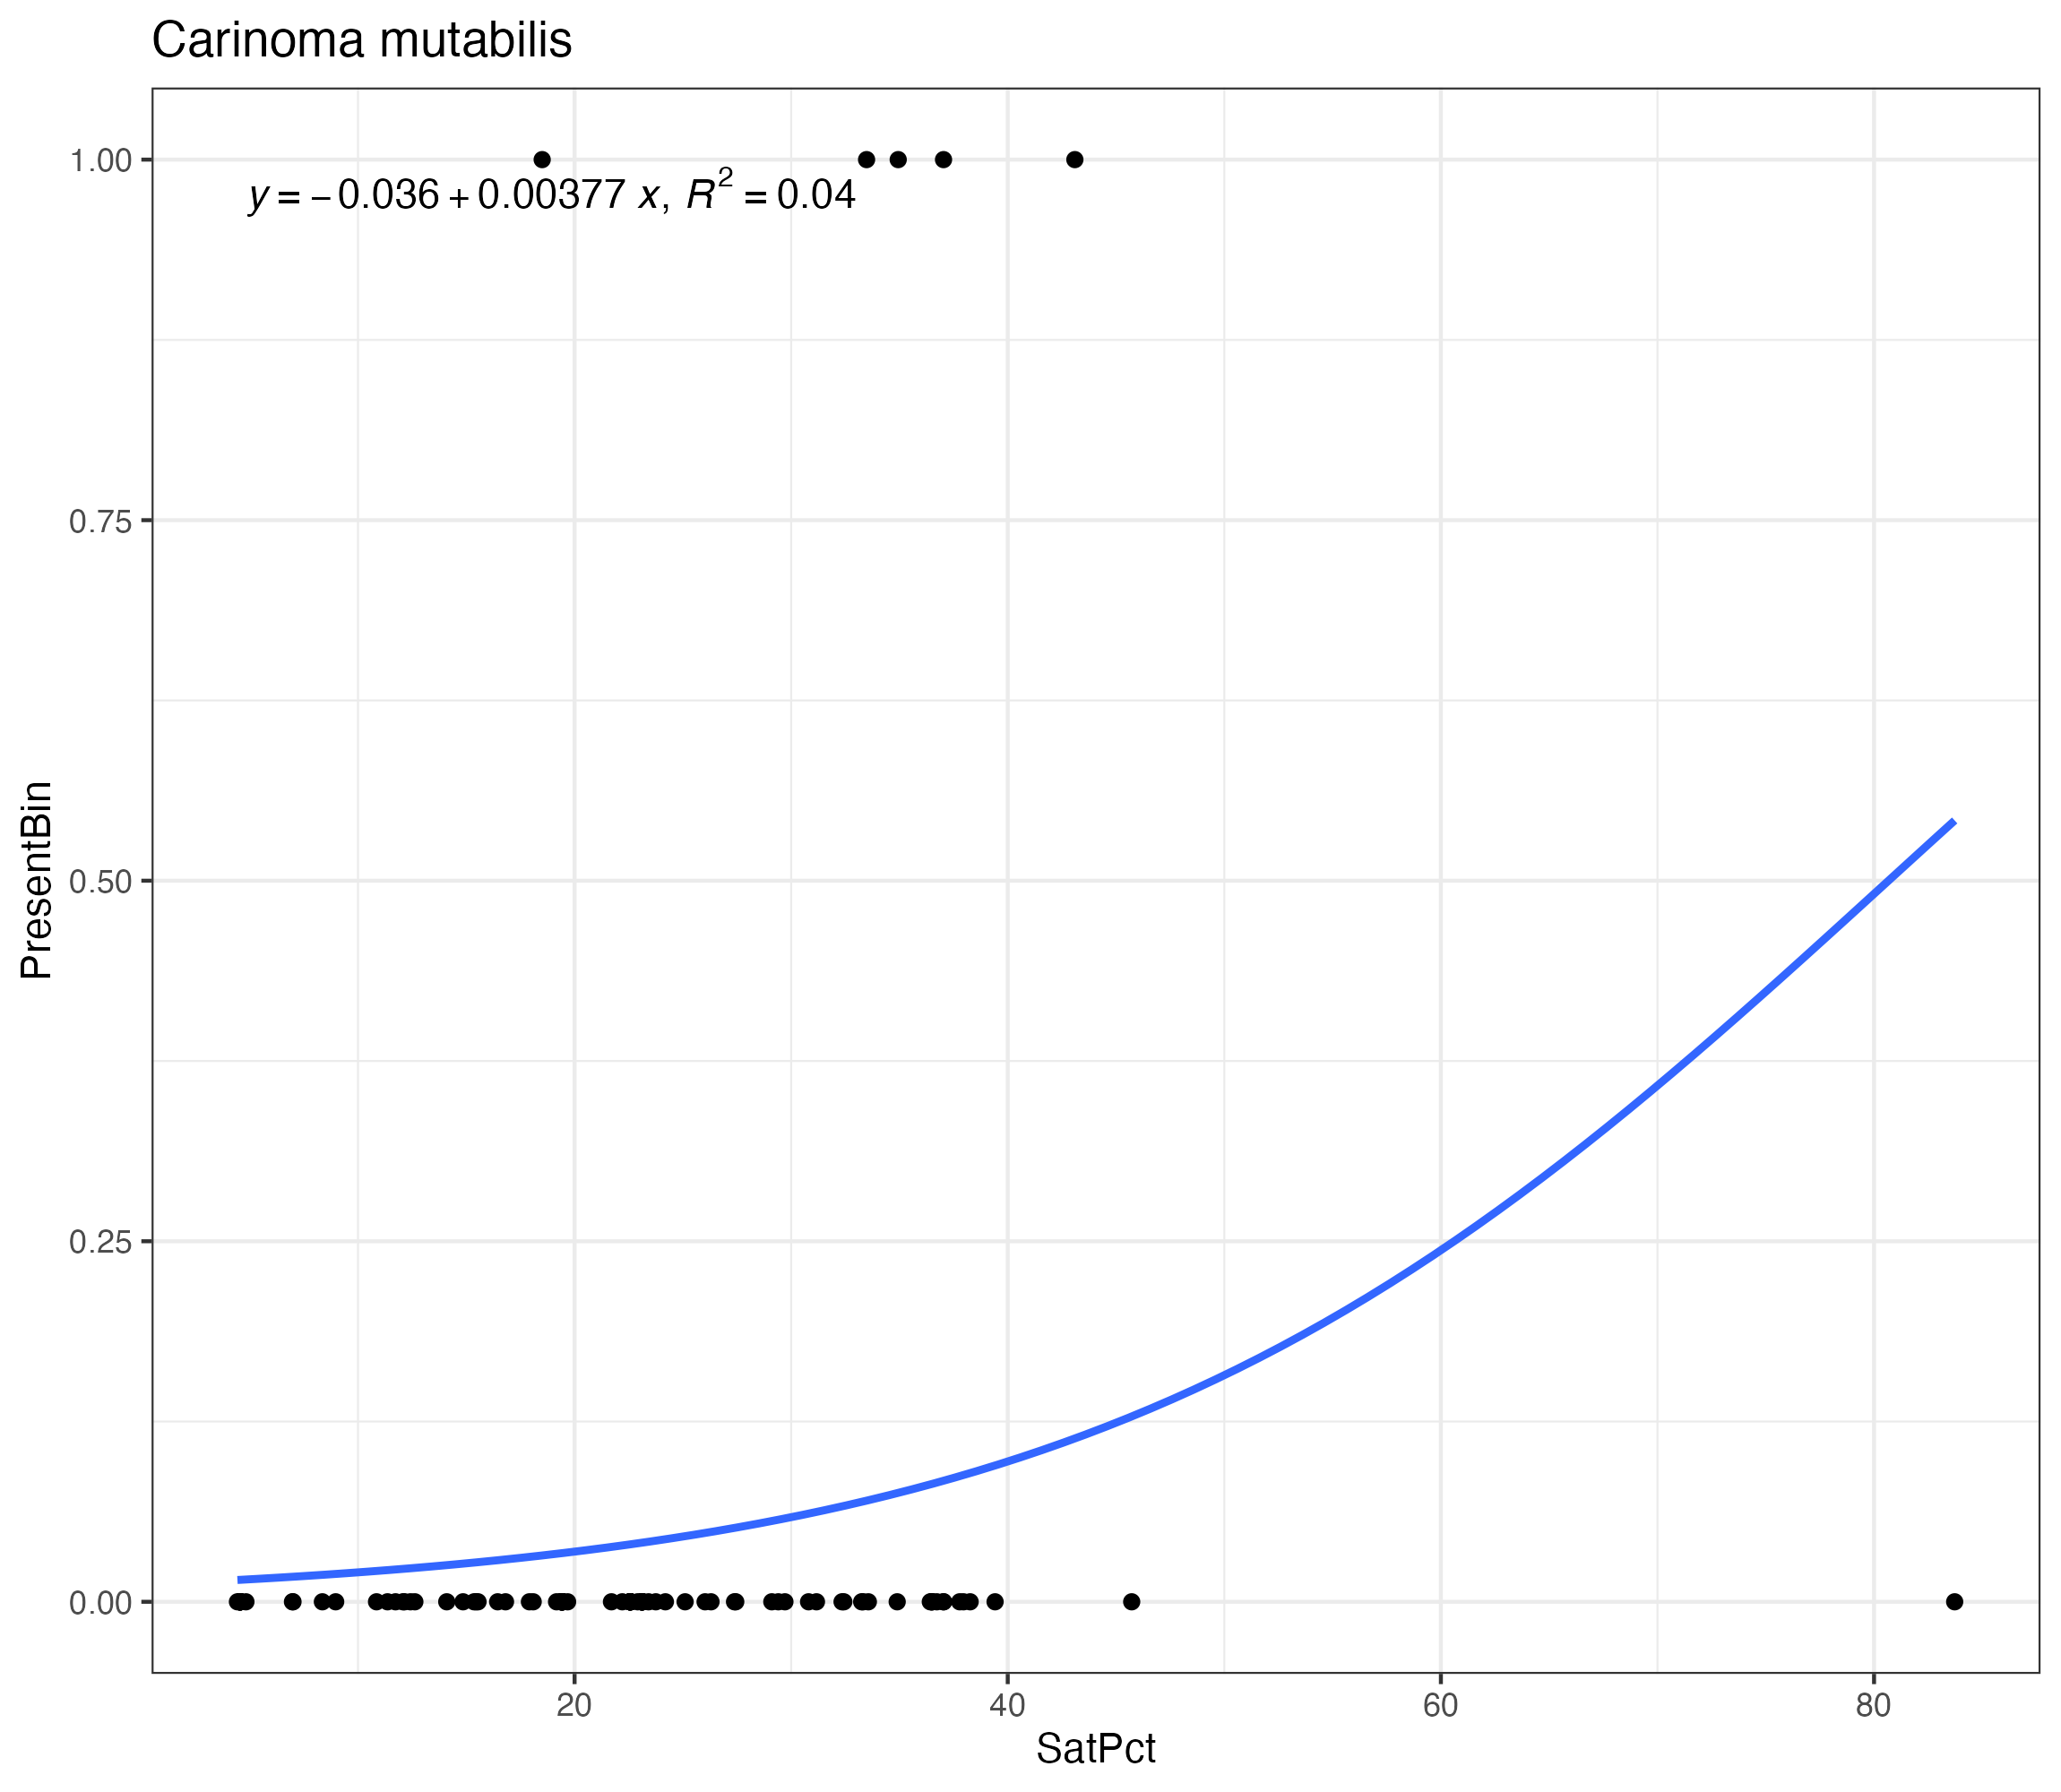 Carinoma mutabilis
1.00
y = −0.036 + 0.00377 x, R² = 0.04
0.75
PresentBin
0.50
0.25
0.00
20 40 60 80
SatPct